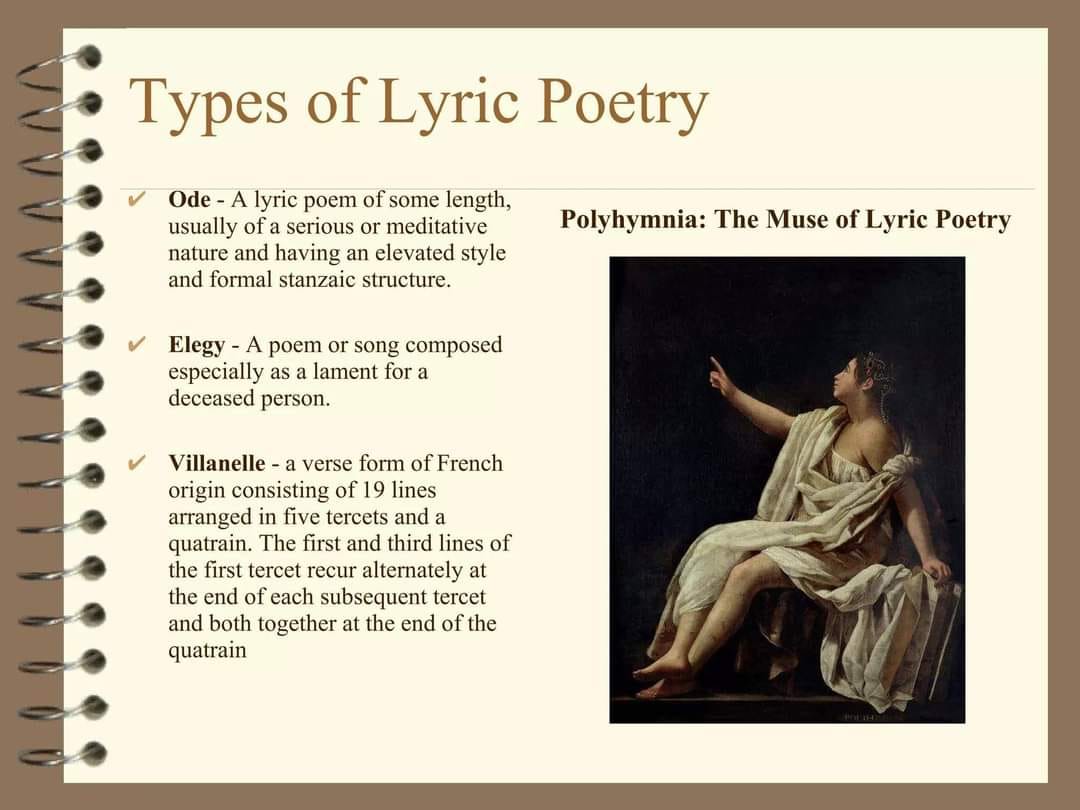 Types of Lyric Poetry
✔ Ode - A lyric poem of some length,
usually of a serious or meditative
nature and having an elevated style
and formal stanzaic structure.
✔ Elegy - A poem or song composed
especially as a lament for a
deceased person.
✔ Villanelle - a verse form of French
origin consisting of 19 lines
arranged in five tercets and a
quatrain. The first and third lines of
the first tercet recur alternately at
the end of each subsequent tercet
and both together at the end of the
quatrain
Polyhymnia: The Muse of Lyric Poetry